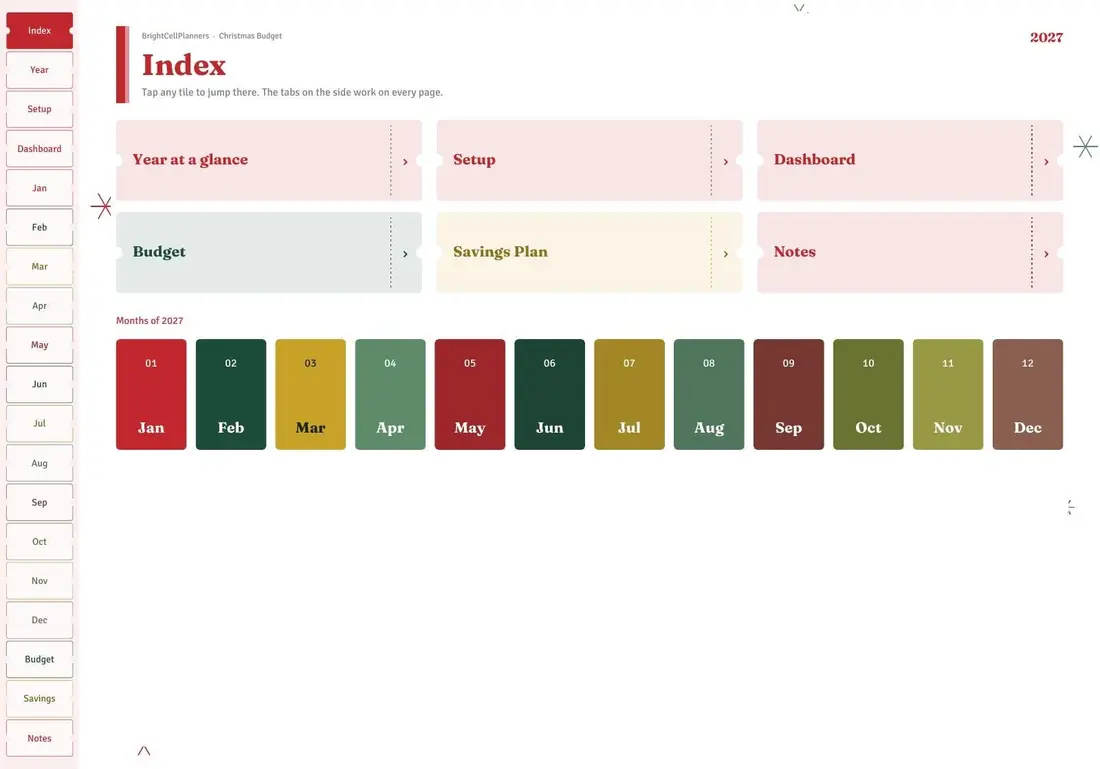 Index
Year
Setup
Dashboard
Jan
Feb
Mar
Apr
May
Jun
Jul
Aug
Sep
Oct
Nov
Dec
Budget
Savings
Notes
BrightCellPlanners - Christmas Budget
2027
Index
Tap any tile to jump there. The tabs on the side work on every page.
Year at a glance ›
Setup ›
Dashboard ›
Budget ›
Savings Plan ›
Notes ›
Months of 2027
01 02 03 04 05 06 07 08 09 10 11 12
Jan Feb Mar Apr May Jun Jul Aug Sep Oct Nov Dec